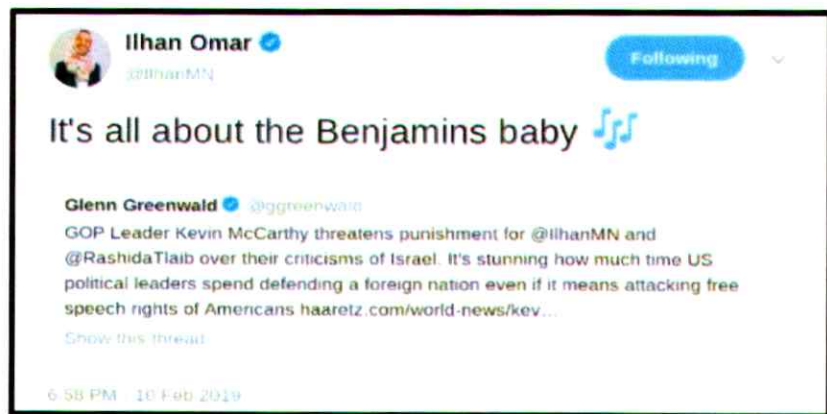 Ilhan Omar
@IlhanMN
Following
It's all about the Benjamins baby 🎶
Glenn Greenwald @ggreenwald
GOP Leader Kevin McCarthy threatens punishment for @IlhanMN and
@RashidaTlaib over their criticisms of Israel. It's stunning how much time US
political leaders spend defending a foreign nation even if it means attacking free
speech rights of Americans haaretz.com/world-news/kev…
Show this thread
6:58 PM · 10 Feb 2019